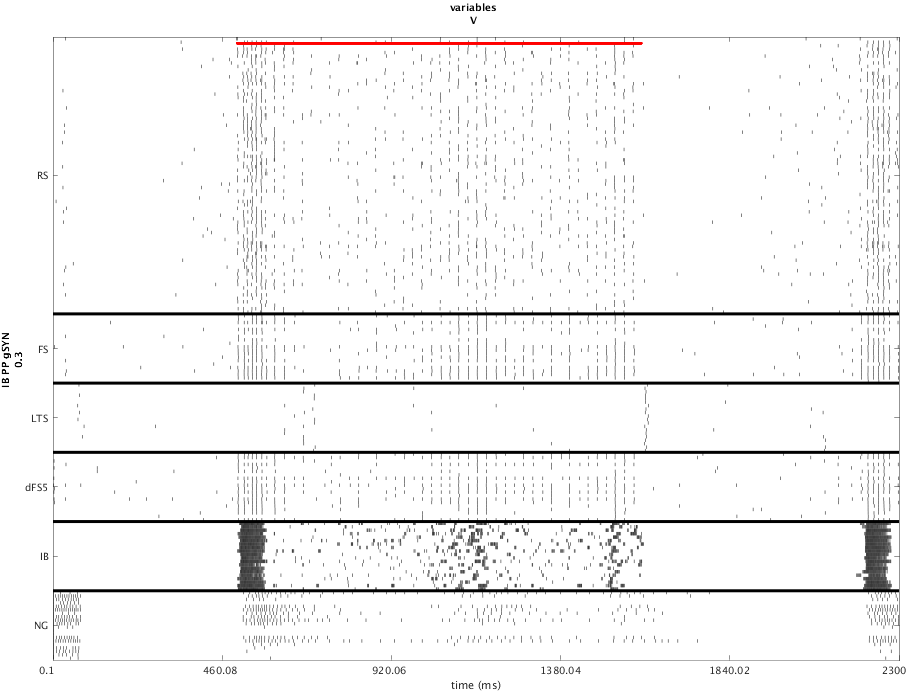 variables
V
RS
FS
LTS
dFS5
IB
NG
IB PP gSYN
0.3
0.1 460.08 920.06 1380.04 1840.02 2300
time (ms)